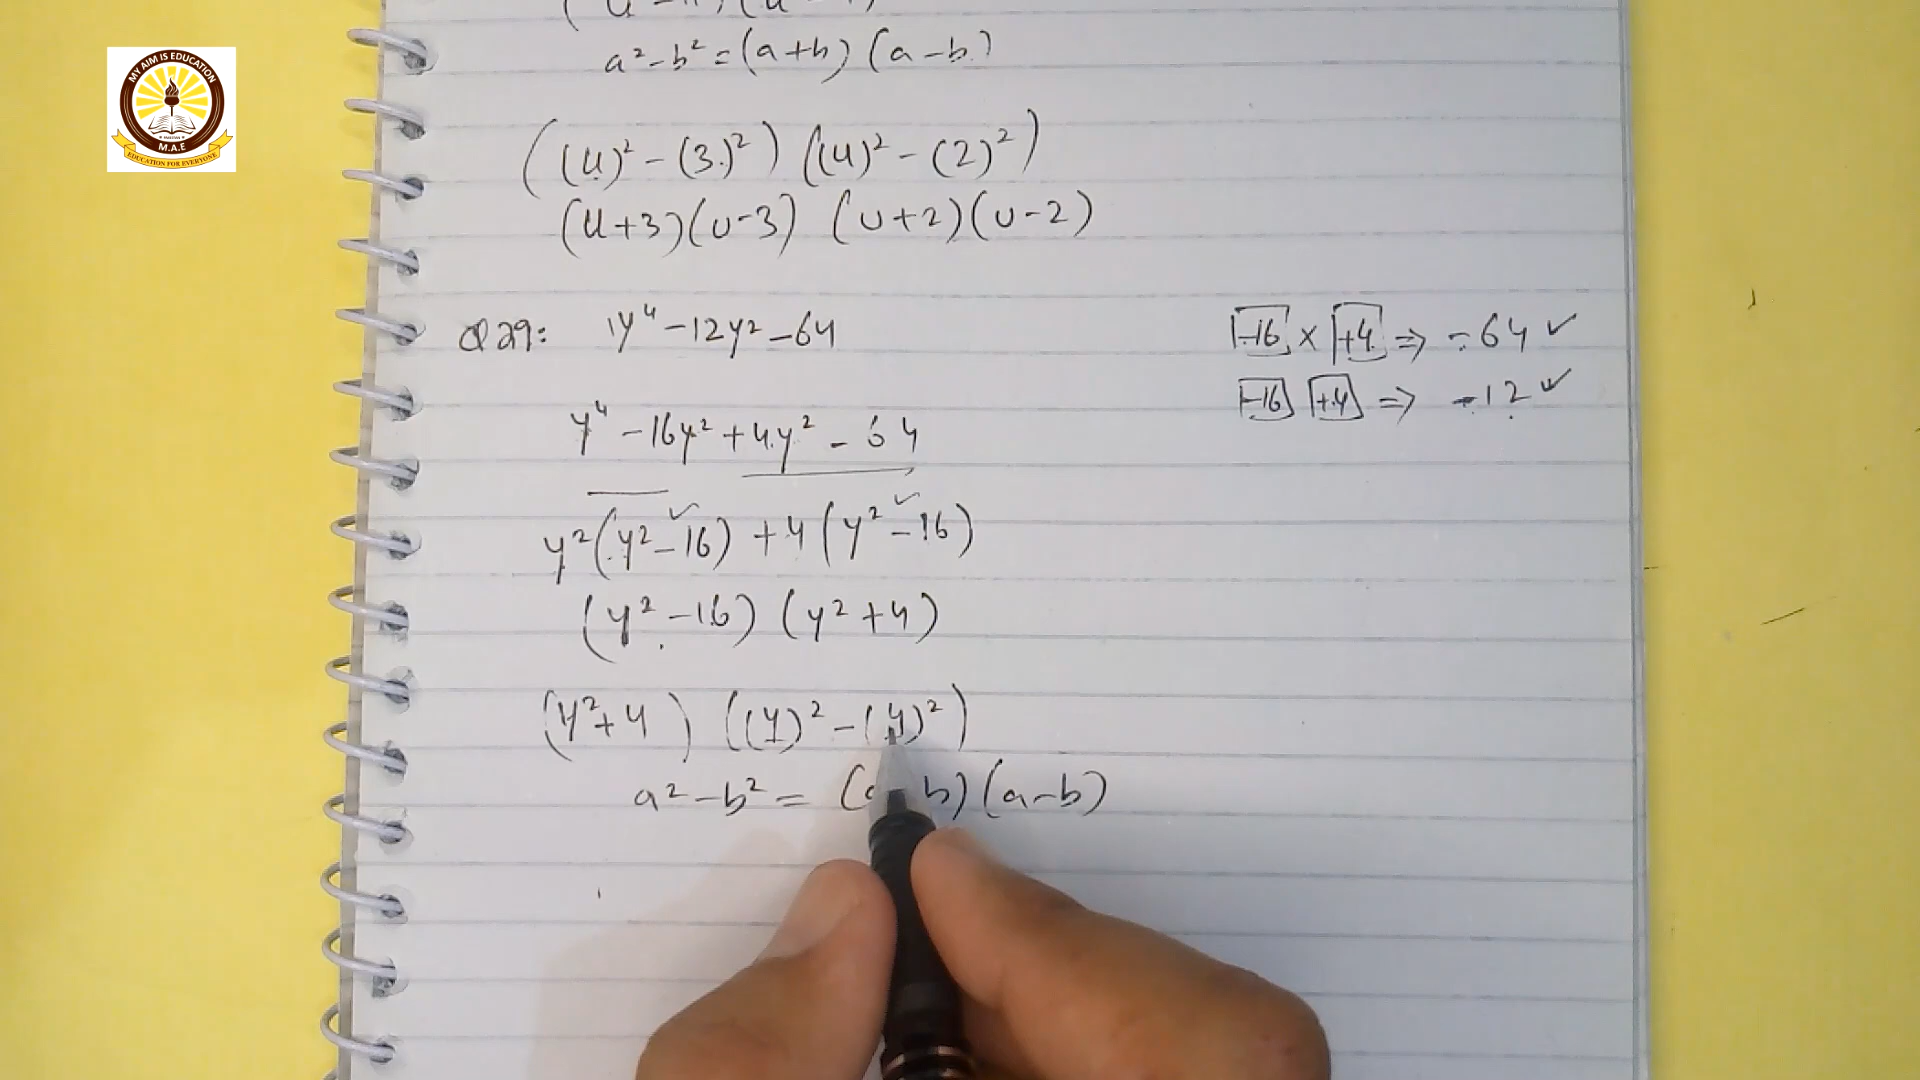 a² - b² = (a + b) (a - b)
((u)² - (3)²) ((u)² - (2)²)
(u+3)(u-3) (u+2)(u-2)
Q29: 1y⁴ - 12y² - 64
-16 × +4 ⇒ -64 ✓
-16 +4 ⇒ -12 ✓
y⁴ - 16y² + 4y² - 64
y²(y² - 16) + 4(y² - 16)
(y² - 16) (y² + 4)
(y² + 4) ((y)² - (4)²)
a² - b² = (a b)(a - b)
MY AIM IS EDUCATION
M.A.E
EDUCATION FOR EVERYONE